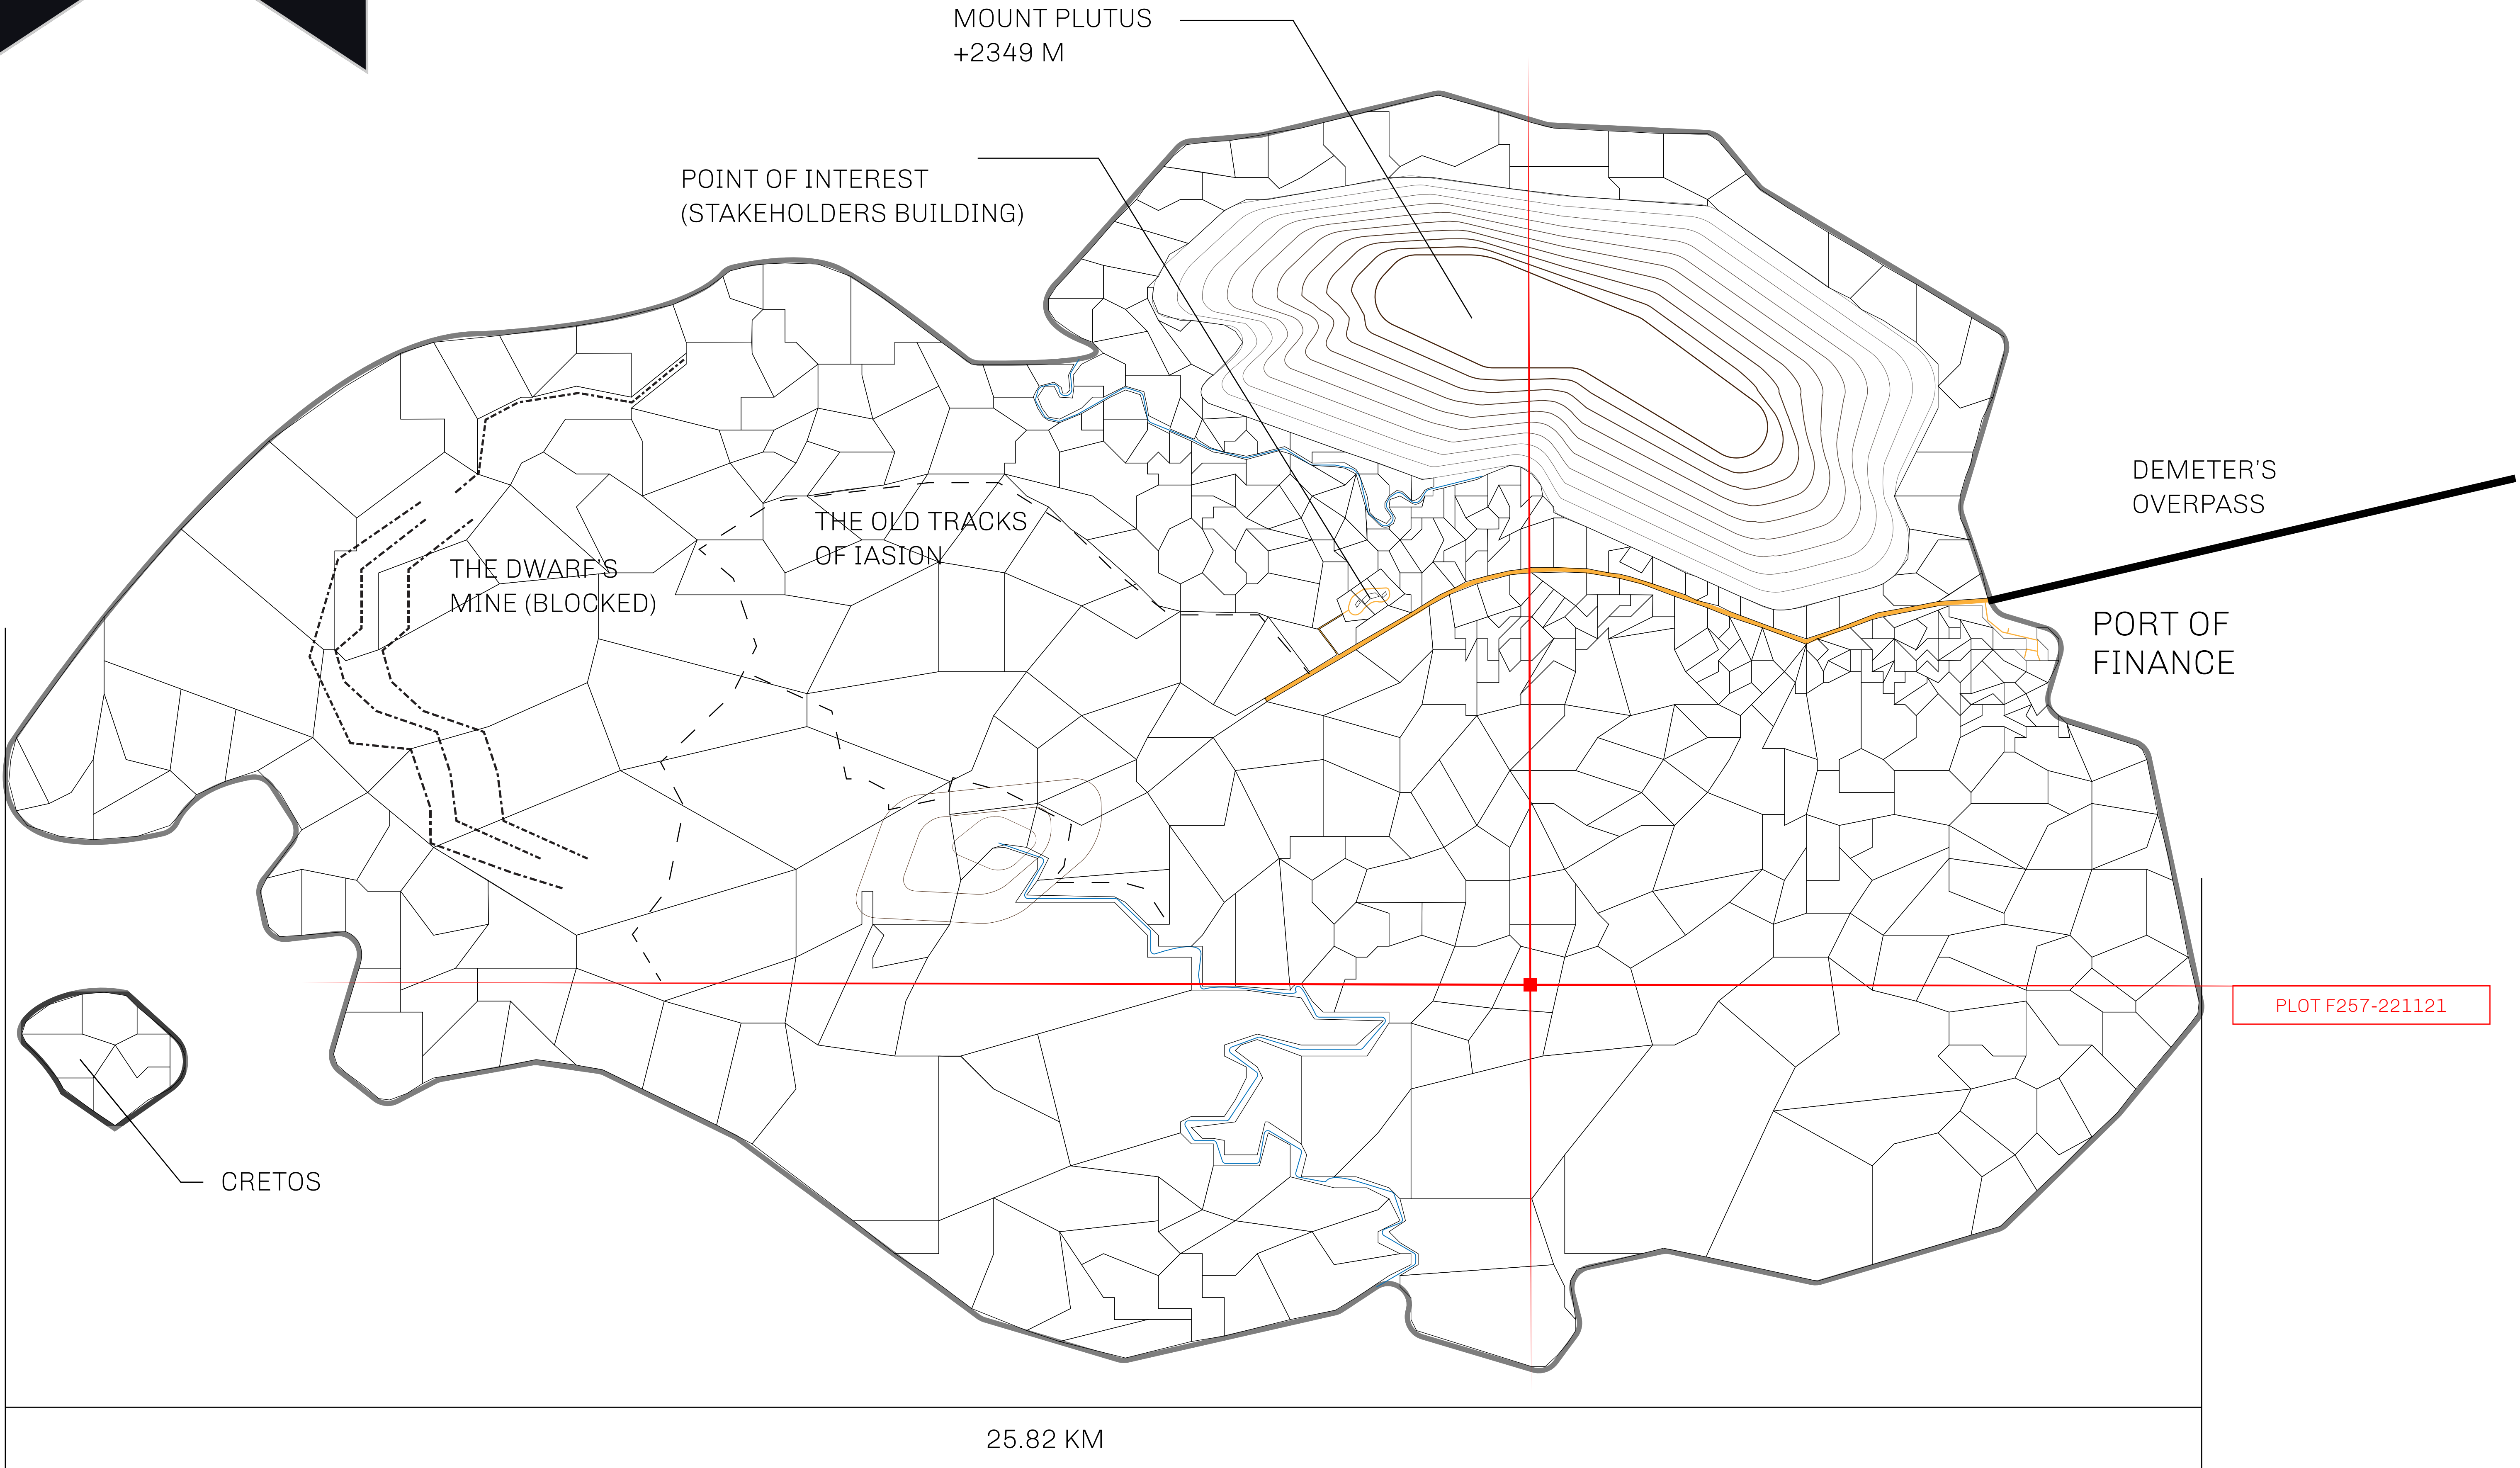 MOUNT PLUTUS
+2349 M
POINT OF INTEREST
(STAKEHOLDERS BUILDING)
DEMETER'S
OVERPASS
THE OLD TRACKS
OF IASION
THE DWARF'S
MINE (BLOCKED)
PORT OF
FINANCE
PLOT F257-221121
CRETOS
25.82 KM